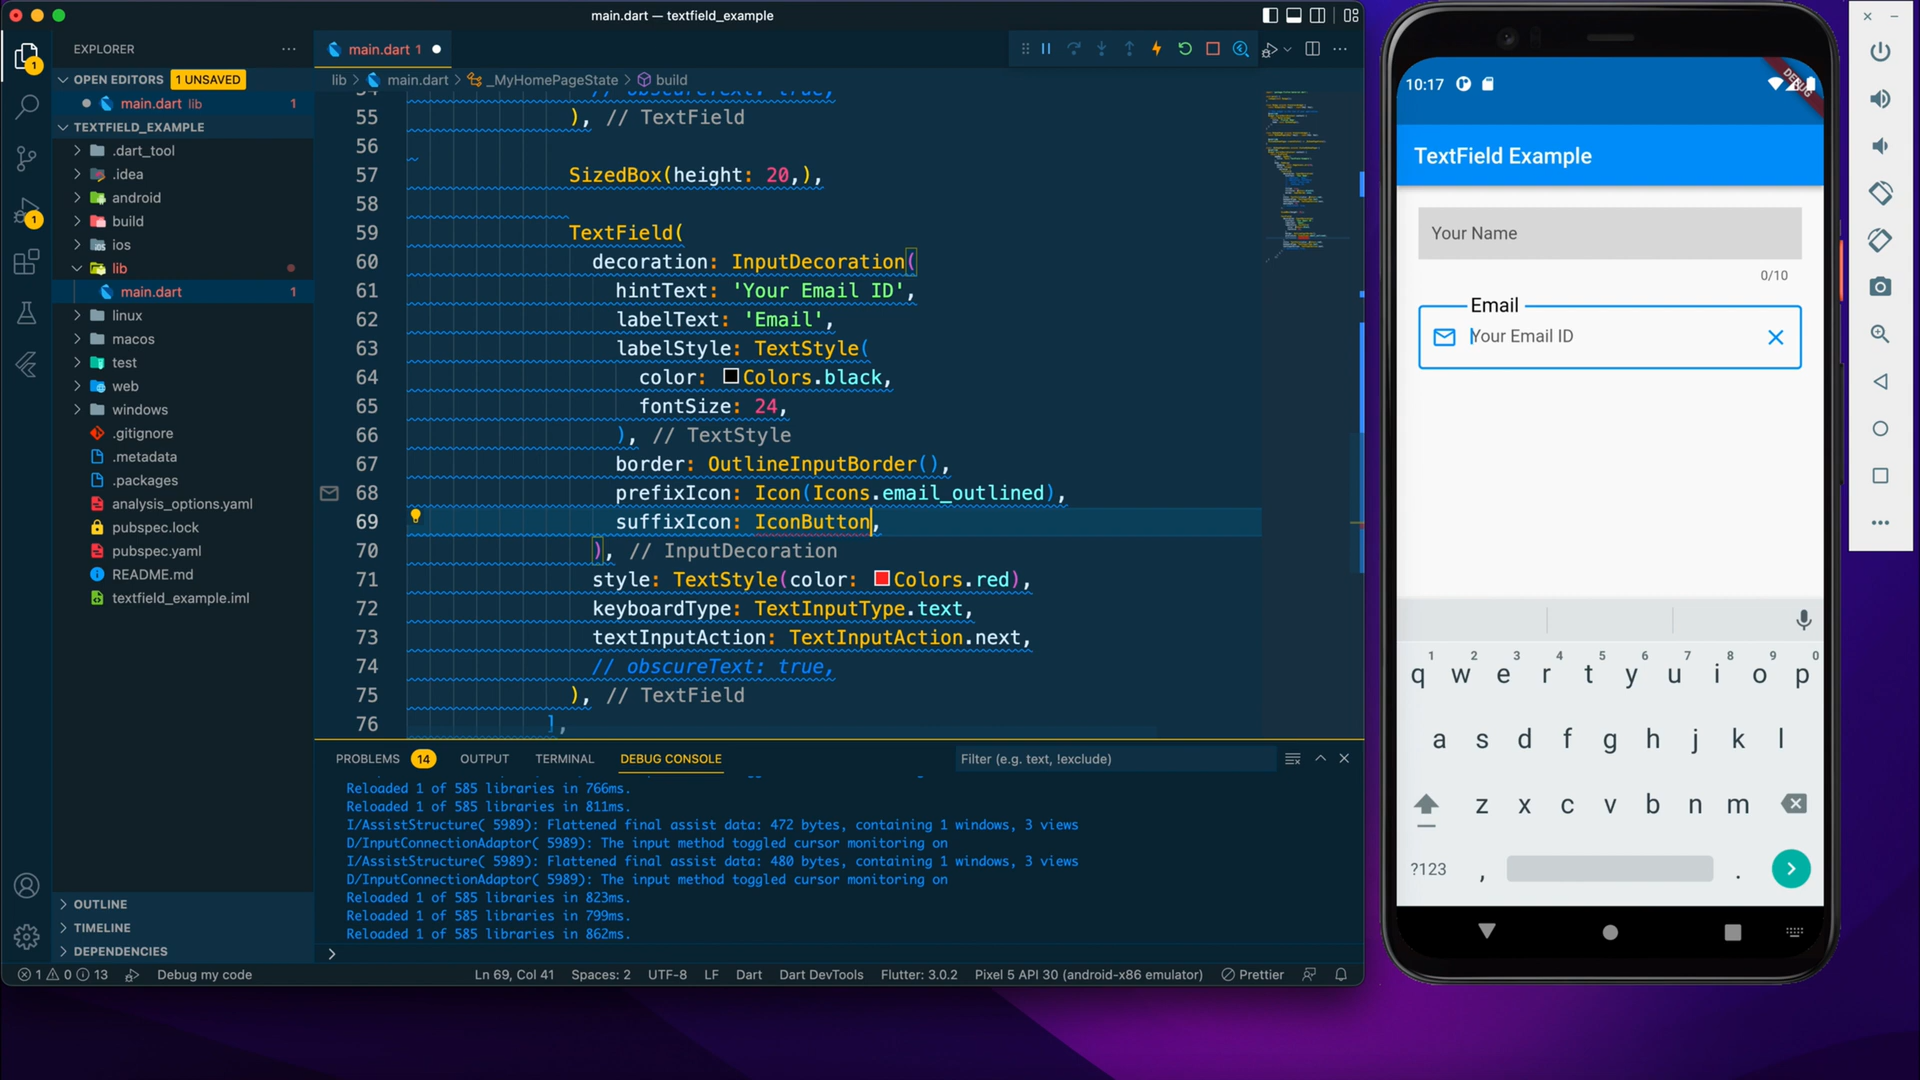 main.dart — textfield_example
EXPLORER
main.dart 1
OPEN EDITORS 1 UNSAVED
lib > main.dart > _MyHomePageState > build
main.dart lib 1
TEXTFIELD_EXAMPLE
.dart_tool
.idea
android
build
ios
lib
main.dart 1
linux
macos
test
web
windows
.gitignore
.metadata
.packages
analysis_options.yaml
pubspec.lock
pubspec.yaml
README.md
textfield_example.iml
OUTLINE
TIMELINE
DEPENDENCIES
1
1
54 // obscureText: true,
55 ), // TextField
56
57 SizedBox(height: 20,),
58
59 TextField(
60 decoration: InputDecoration(
61 hintText: 'Your Email ID',
62 labelText: 'Email',
63 labelStyle: TextStyle(
64 color: Colors.black,
65 fontSize: 24,
66 ), // TextStyle
67 border: OutlineInputBorder(),
68 prefixIcon: Icon(Icons.email_outlined),
69 suffixIcon: IconButton,
70 ), // InputDecoration
71 style: TextStyle(color: Colors.red),
72 keyboardType: TextInputType.text,
73 textInputAction: TextInputAction.next,
74 // obscureText: true,
75 ), // TextField
76 ],
PROBLEMS 14 OUTPUT TERMINAL DEBUG CONSOLE Filter (e.g. text, !exclude)
Reloaded 1 of 585 libraries in 766ms.
Reloaded 1 of 585 libraries in 811ms.
I/AssistStructure( 5989): Flattened final assist data: 472 bytes, containing 1 windows, 3 views
D/InputConnectionAdaptor( 5989): The input method toggled cursor monitoring on
I/AssistStructure( 5989): Flattened final assist data: 480 bytes, containing 1 windows, 3 views
D/InputConnectionAdaptor( 5989): The input method toggled cursor monitoring on
Reloaded 1 of 585 libraries in 823ms.
Reloaded 1 of 585 libraries in 799ms.
Reloaded 1 of 585 libraries in 862ms.
>
1 0 13 Debug my code Ln 69, Col 41 Spaces: 2 UTF-8 LF Dart Dart DevTools Flutter: 3.0.2 Pixel 5 API 30 (android-x86 emulator) Prettier
10:17
DEBUG
TextField Example
Your Name
0/10
Email
Your Email ID
1 2 3 4 5 6 7 8 9 0
q w e r t y u i o p
a s d f g h j k l
z x c v b n m
?123 , .